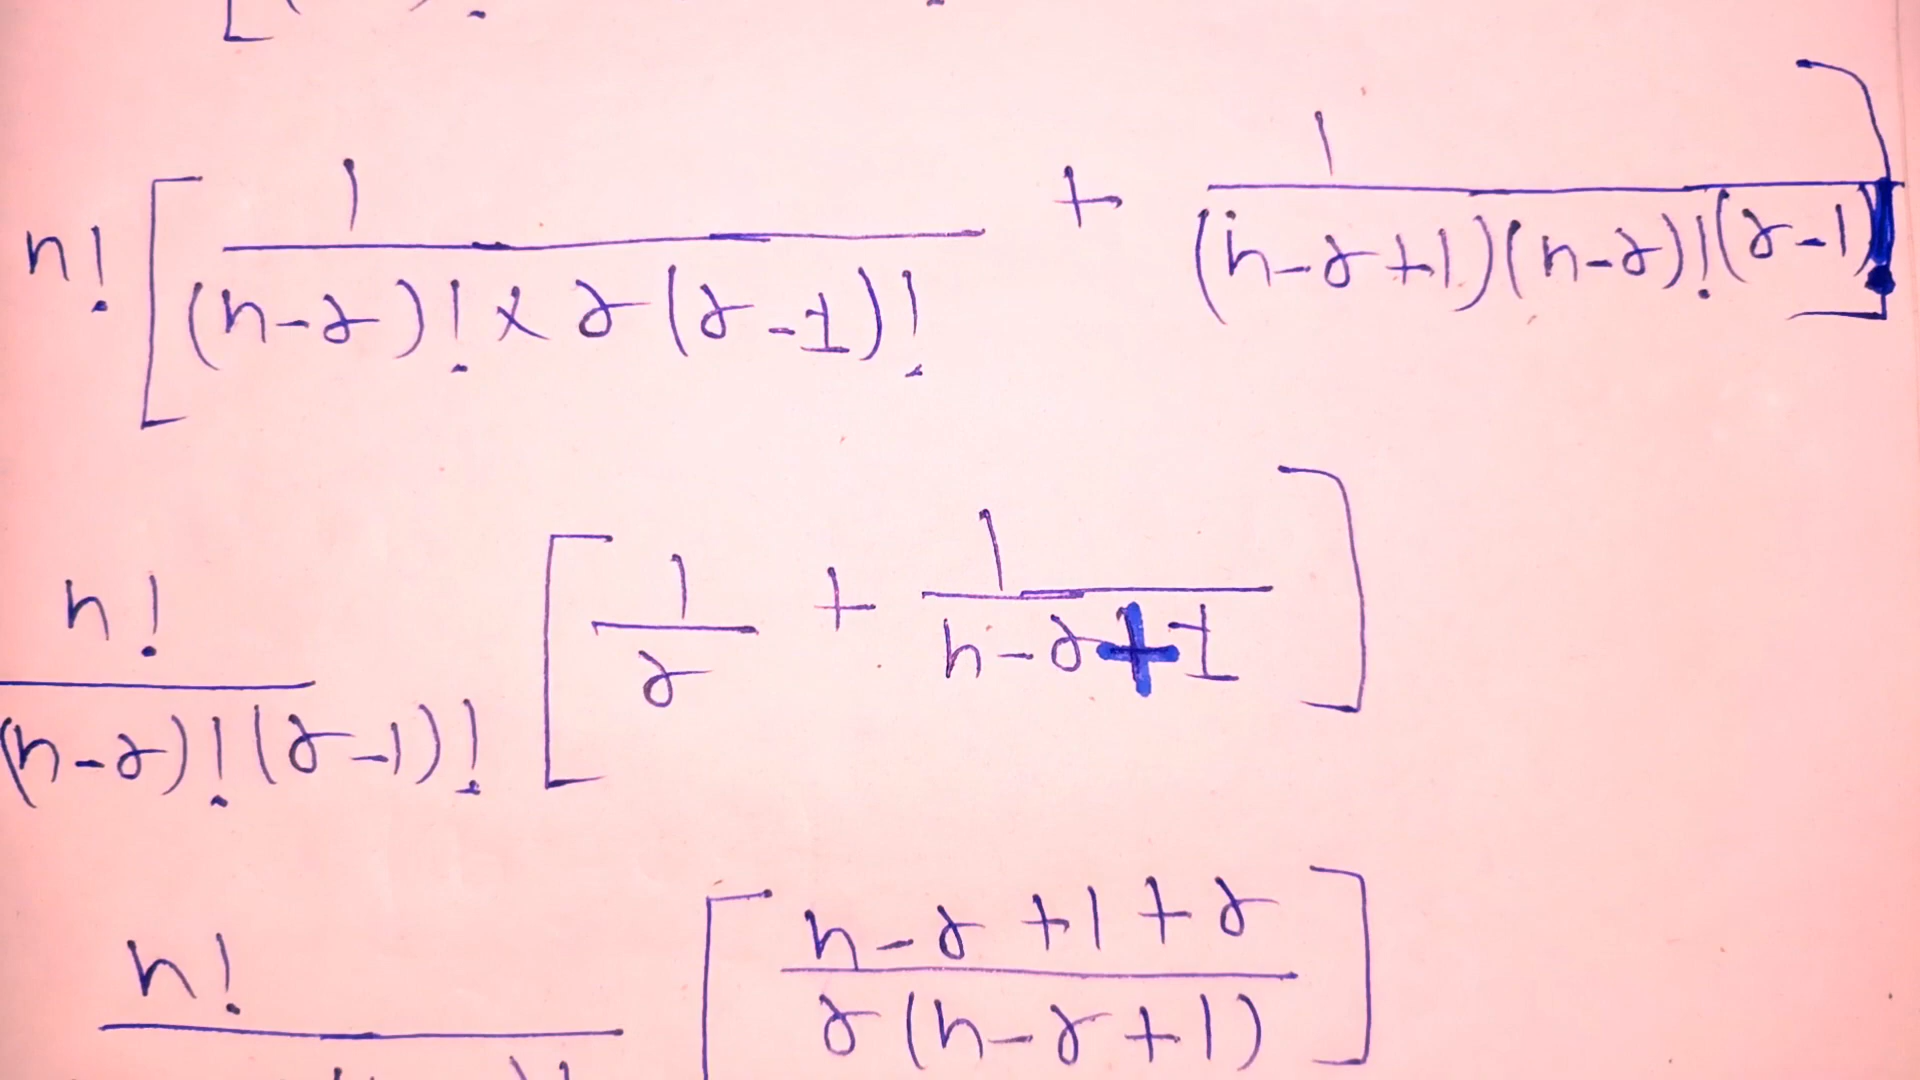 n! [ 1 / ((n-r)! × r(r-1)!) + 1 / ((n-r+1)(n-r)!(r-1)!) ]
n! / ((n-r)!(r-1)!) [ 1/r + 1/(n-r+1) ]
n! [ (n-r+1+r) / (r(n-r+1)) ]